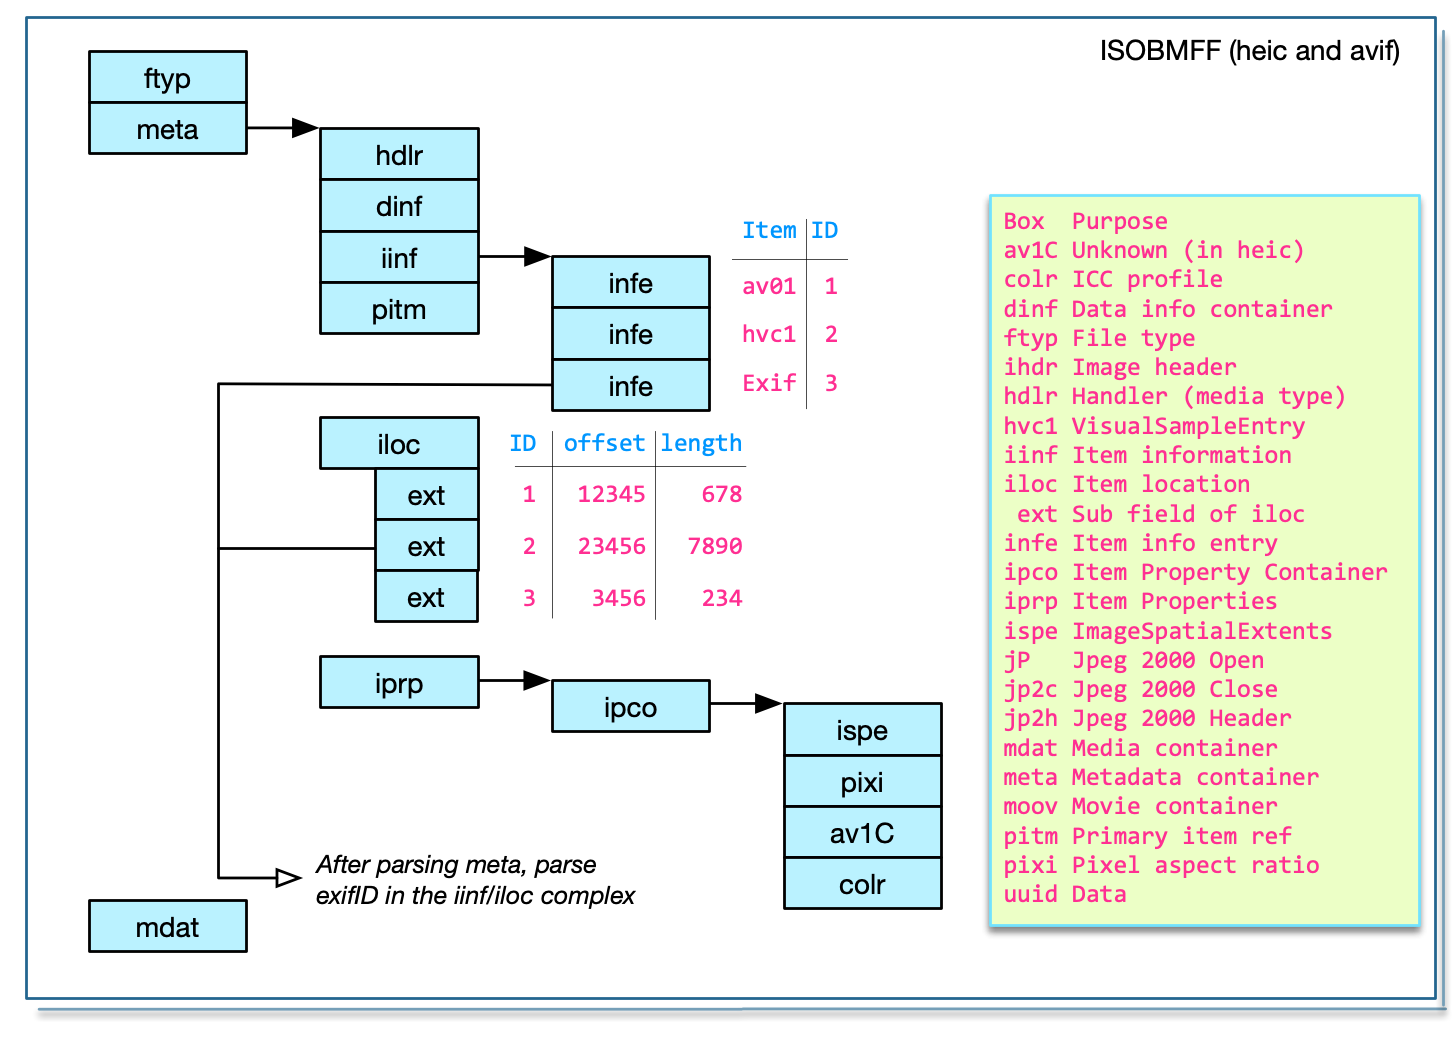 ISOBMFF (heic and avif)
ftyp
meta
hdlr
dinf
iinf
pitm
infe
infe
infe
Item ID
av01 1
hvc1 2
Exif 3
iloc
ext
ext
ext
ID offset length
1 12345 678
2 23456 7890
3 3456 234
iprp
ipco
ispe
pixi
av1C
colr
After parsing meta, parse
exifID in the iinf/iloc complex
mdat
Box Purpose
av1C Unknown (in heic)
colr ICC profile
dinf Data info container
ftyp File type
ihdr Image header
hdlr Handler (media type)
hvc1 VisualSampleEntry
iinf Item information
iloc Item location
ext Sub field of iloc
infe Item info entry
ipco Item Property Container
iprp Item Properties
ispe ImageSpatialExtents
jP Jpeg 2000 Open
jp2c Jpeg 2000 Close
jp2h Jpeg 2000 Header
mdat Media container
meta Metadata container
moov Movie container
pitm Primary item ref
pixi Pixel aspect ratio
uuid Data